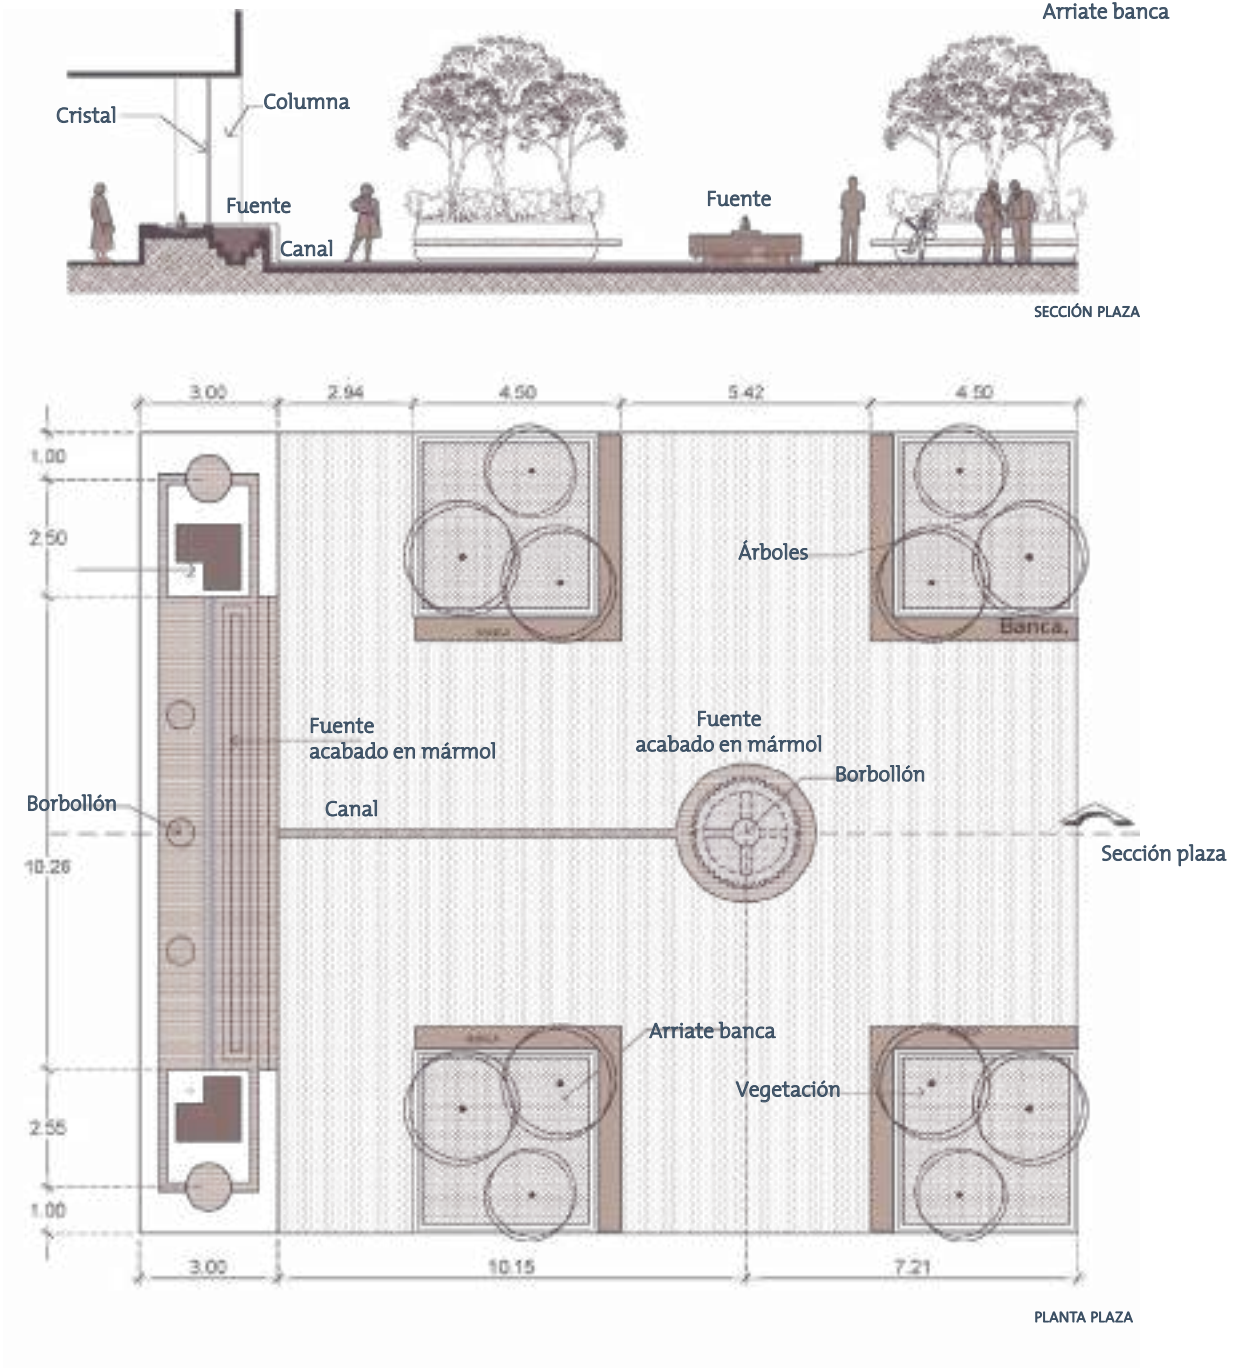 Arriate banca
Columna
Cristal
Fuente
Fuente
Canal
SECCIÓN PLAZA
3.00
2.94
4.50
5.42
4.50
1.00
2.50
Árboles
Banca.
Fuente
acabado en mármol
Fuente
acabado en mármol
Borbollón
Borbollón
Canal
Sección plaza
10.26
Arriate banca
Vegetación
2.55
1.00
3.00
10.15
7.21
PLANTA PLAZA